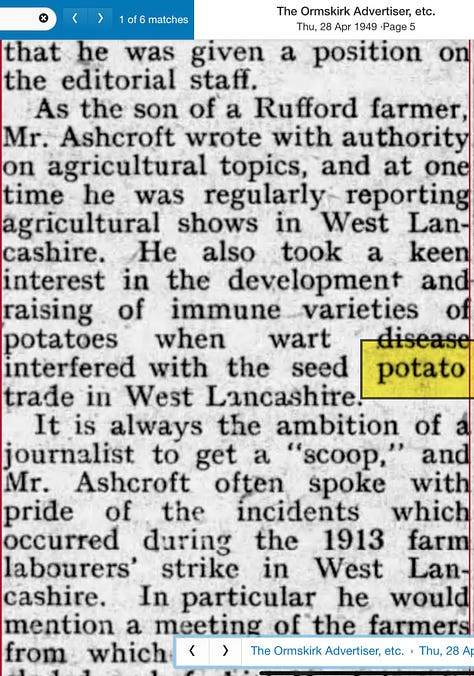 1 of 6 matches
The Ormskirk Advertiser, etc.
Thu, 28 Apr 1949 · Page 5
that he was given a position on
the editorial staff.
As the son of a Rufford farmer,
Mr. Ashcroft wrote with authority
on agricultural topics, and at one
time he was regularly reporting
agricultural shows in West Lan-
cashire. He also took a keen
interest in the development and
raising of immune varieties of
potatoes when wart disease
interfered with the seed potato
trade in West Lancashire.
It is always the ambition of a
journalist to get a "scoop," and
Mr. Ashcroft often spoke with
pride of the incidents which
occurred during the 1913 farm
labourers' strike in West Lan-
cashire. In particular he would
mention a meeting of the farmers
from which
The Ormskirk Advertiser, etc. › Thu, 28 Ap